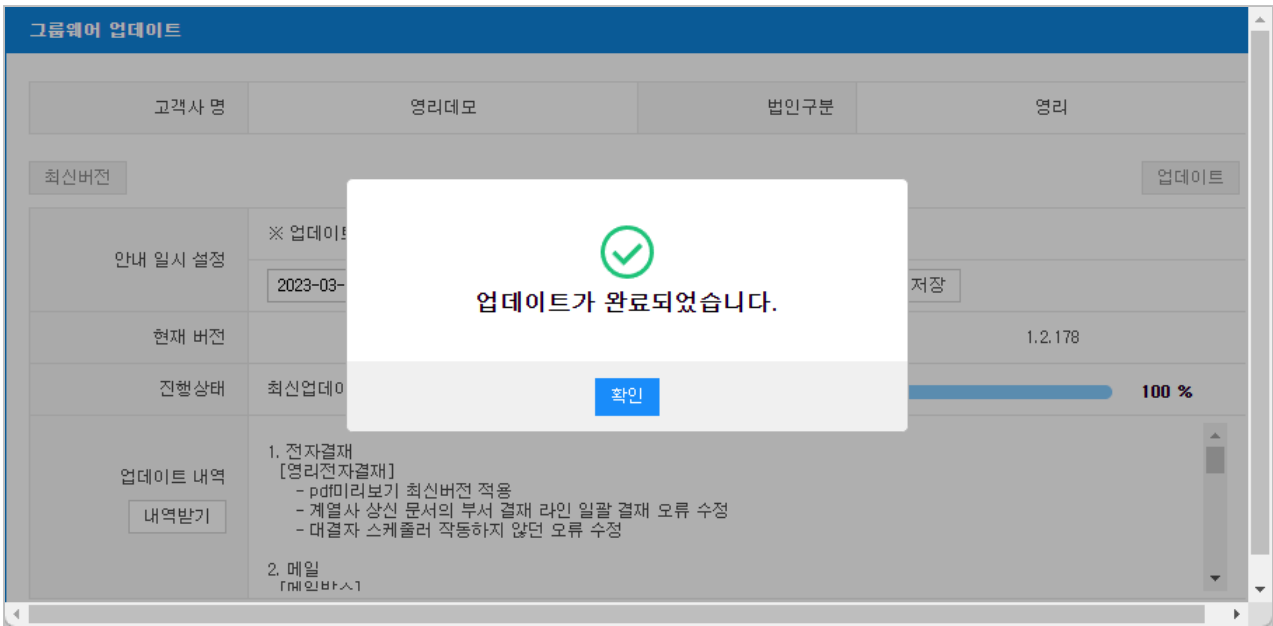 그룹웨어 업데이트
고객사 명 영리데모 법인구분 영리
최신버전 업데이트
안내 일시 설정
※ 업데이트
2023-03- 저장
업데이트가 완료되었습니다.
확인
현재 버전 1.2.178
진행상태 최신업데이 100 %
업데이트 내역
내역받기
1. 전자결재
[영리전자결재]
- pdf미리보기 최신버전 적용
- 계열사 상신 문서의 부서 결재 라인 일괄 결재 오류 수정
- 대결자 스케줄러 작동하지 않던 오류 수정
2. 메일